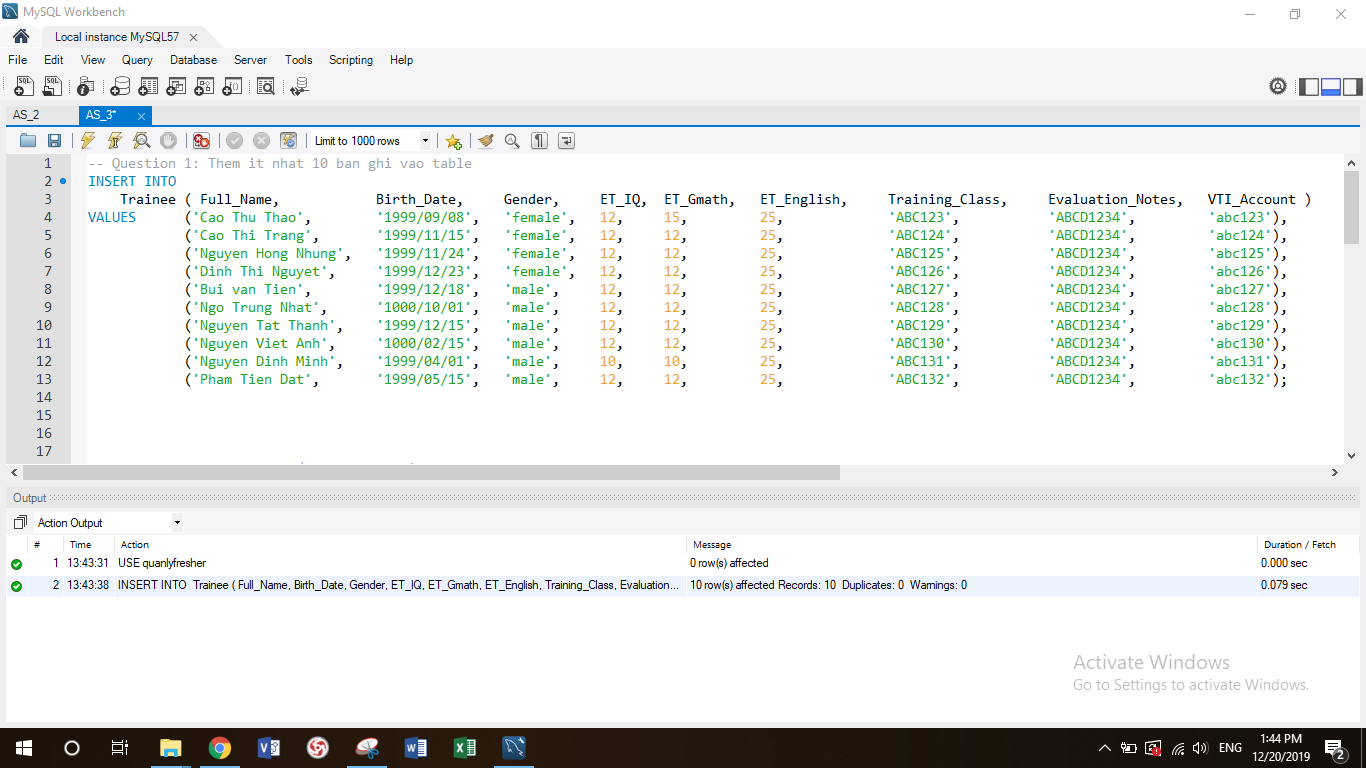 MySQL Workbench
Local instance MySQL57
File Edit View Query Database Server Tools Scripting Help
AS_2 AS_3*
Limit to 1000 rows
1 -- Question 1: Them it nhat 10 ban ghi vao table
2 INSERT INTO
3 Trainee ( Full_Name, Birth_Date, Gender, ET_IQ, ET_Gmath, ET_English, Training_Class, Evaluation_Notes, VTI_Account )
4 VALUES ('Cao Thu Thao', '1999/09/08', 'female', 12, 15, 25, 'ABC123', 'ABCD1234', 'abc123'),
5 ('Cao Thi Trang', '1999/11/15', 'female', 12, 12, 25, 'ABC124', 'ABCD1234', 'abc124'),
6 ('Nguyen Hong Nhung', '1999/11/24', 'female', 12, 12, 25, 'ABC125', 'ABCD1234', 'abc125'),
7 ('Dinh Thi Nguyet', '1999/12/23', 'female', 12, 12, 25, 'ABC126', 'ABCD1234', 'abc126'),
8 ('Bui van Tien', '1999/12/18', 'male', 12, 12, 25, 'ABC127', 'ABCD1234', 'abc127'),
9 ('Ngo Trung Nhat', '1000/10/01', 'male', 12, 12, 25, 'ABC128', 'ABCD1234', 'abc128'),
10 ('Nguyen Tat Thanh', '1999/12/15', 'male', 12, 12, 25, 'ABC129', 'ABCD1234', 'abc129'),
11 ('Nguyen Viet Anh', '1000/02/15', 'male', 12, 12, 25, 'ABC130', 'ABCD1234', 'abc130'),
12 ('Nguyen Dinh Minh', '1999/04/01', 'male', 10, 10, 25, 'ABC131', 'ABCD1234', 'abc131'),
13 ('Pham Tien Dat', '1999/05/15', 'male', 12, 12, 25, 'ABC132', 'ABCD1234', 'abc132');
14
15
16
17
Output
Action Output
# Time Action Message Duration / Fetch
1 13:43:31 USE quanlyfresher 0 row(s) affected 0.000 sec
2 13:43:38 INSERT INTO Trainee ( Full_Name, Birth_Date, Gender, ET_IQ, ET_Gmath, ET_English, Training_Class, Evaluation... 10 row(s) affected Records: 10 Duplicates: 0 Warnings: 0 0.079 sec
Activate Windows
Go to Settings to activate Windows.
ENG 1:44 PM
12/20/2019 2